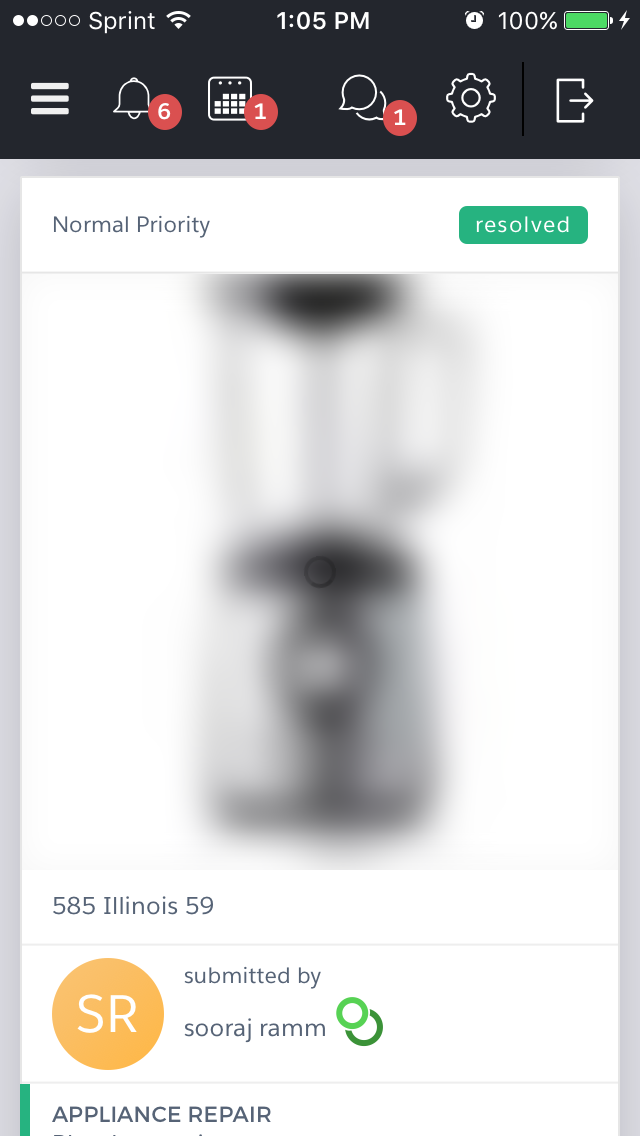 Sprint 1:05 PM 100%
6 1 1
Normal Priority resolved
585 Illinois 59
submitted by
SR sooraj ramm
APPLIANCE REPAIR